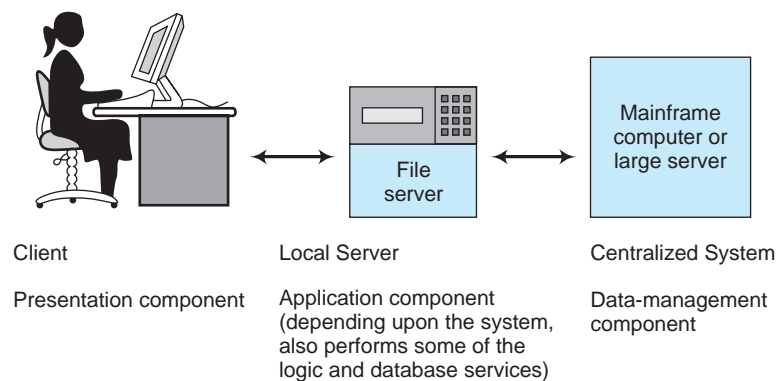 Mainframe
computer or
large server
File
server
Client
Local Server
Centralized System
Presentation component
Application component
(depending upon the system,
also performs some of the
logic and database services)
Data-management
component